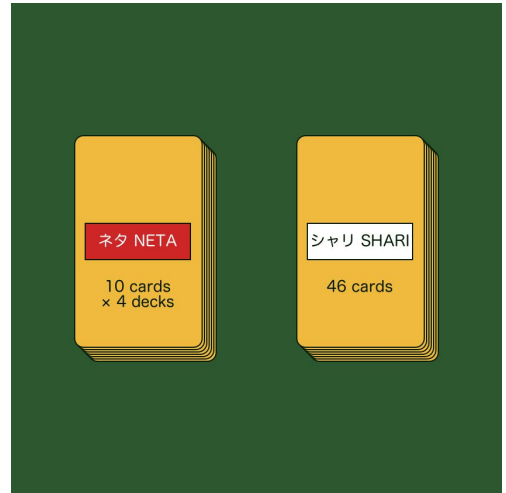 ネタ NETA
10 cards
× 4 decks
シャリ SHARI
46 cards